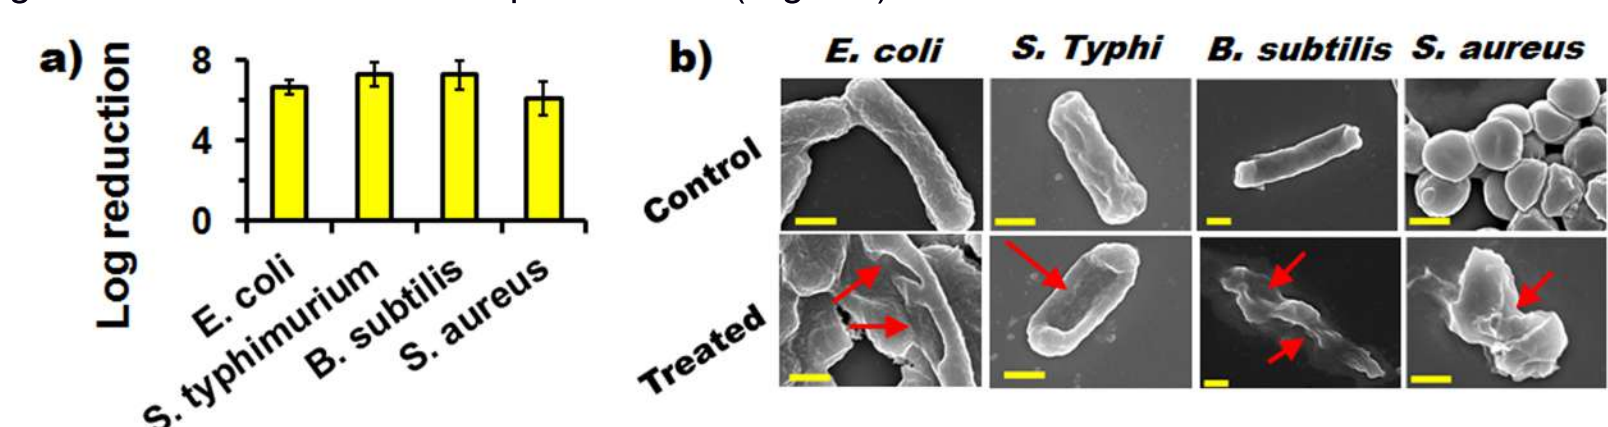 a)
Log reduction
8
4
0
E. coli
S. typhimurium
B. subtilis
S. aureus
b)
E. coli
S. Typhi
B. subtilis
S. aureus
Control
Treated